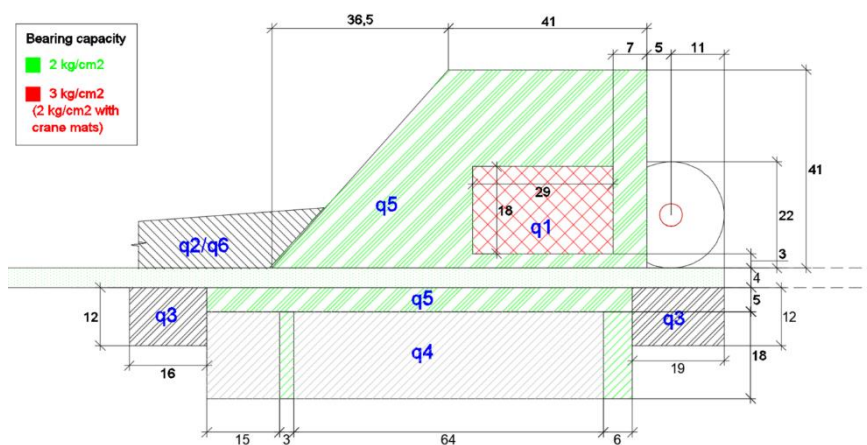 36,5
41
7
5
11
Bearing capacity
2 kg/cm2
3 kg/cm2
(2 kg/cm2 with
crane mats)
41
q5
29
18
q1
22
q2/q6
3
4
q5
5
12
q3
q3
12
q4
16
19
18
15
3
64
6